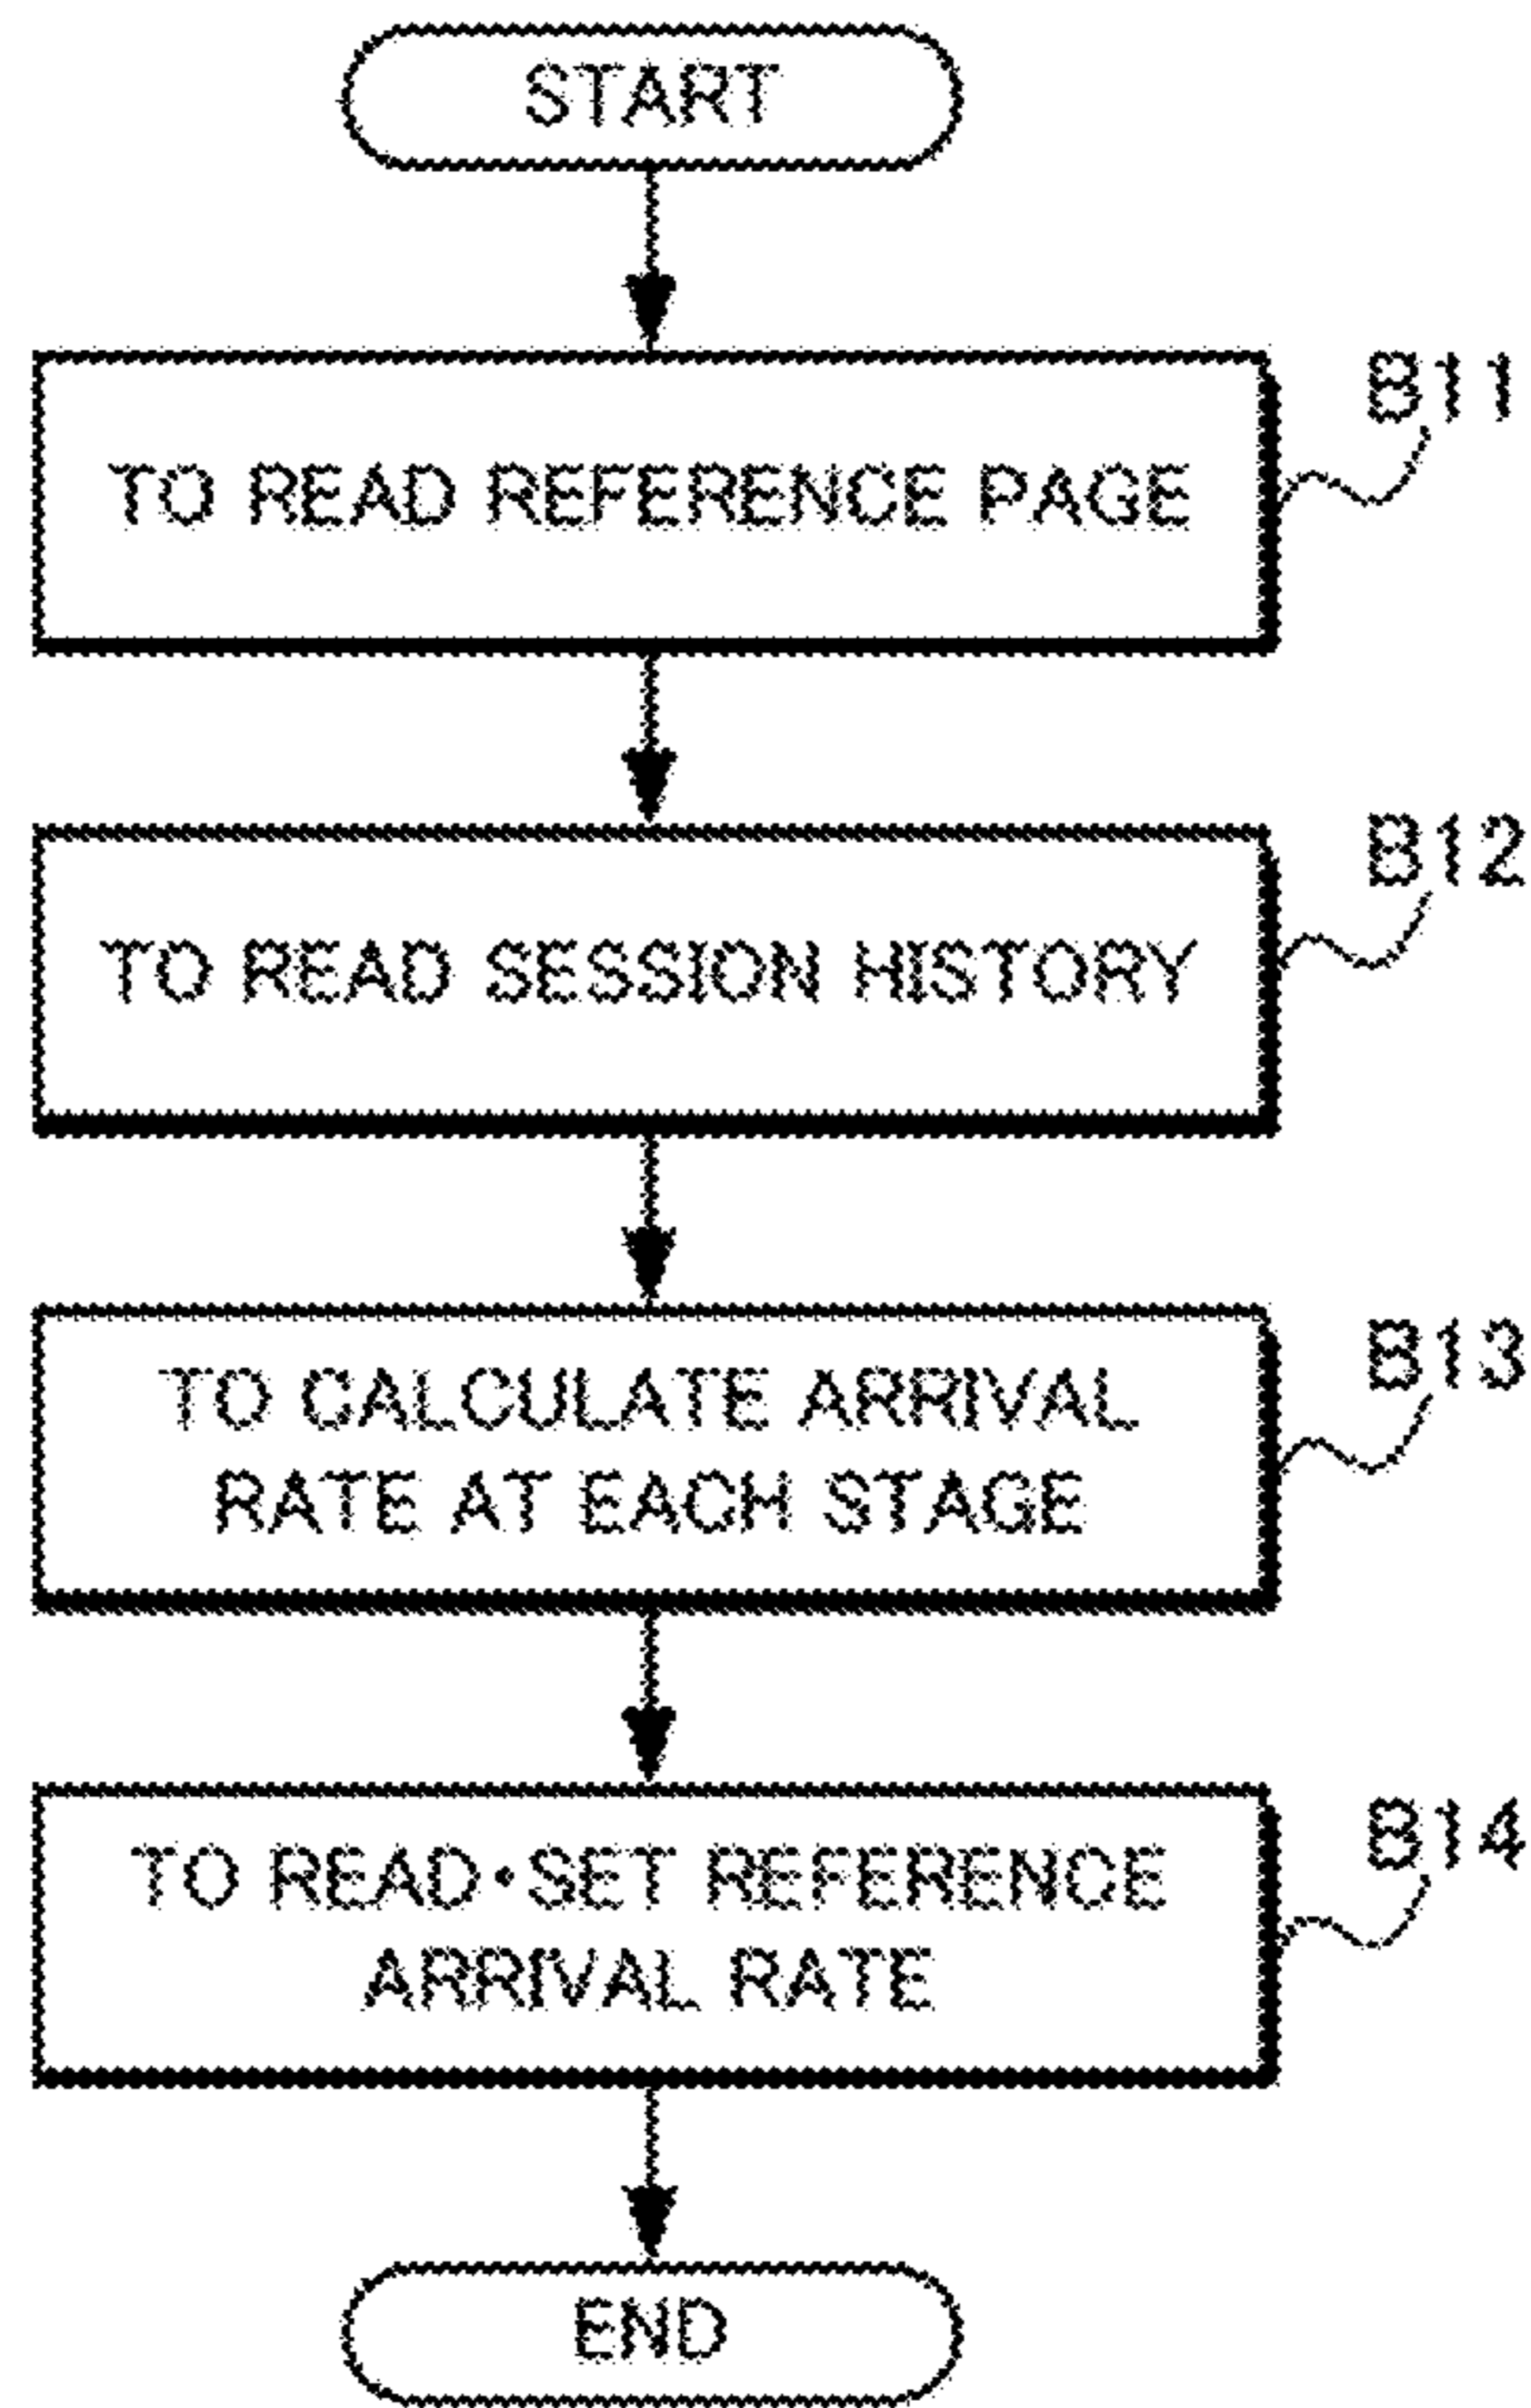 START
B11
TO READ REFERENCE PAGE
B12
TO READ SESSION HISTORY
B13
TO CALCULATE ARRIVAL
RATE AT EACH STAGE
B14
TO READ・SET REFERENCE
ARRIVAL RATE
END